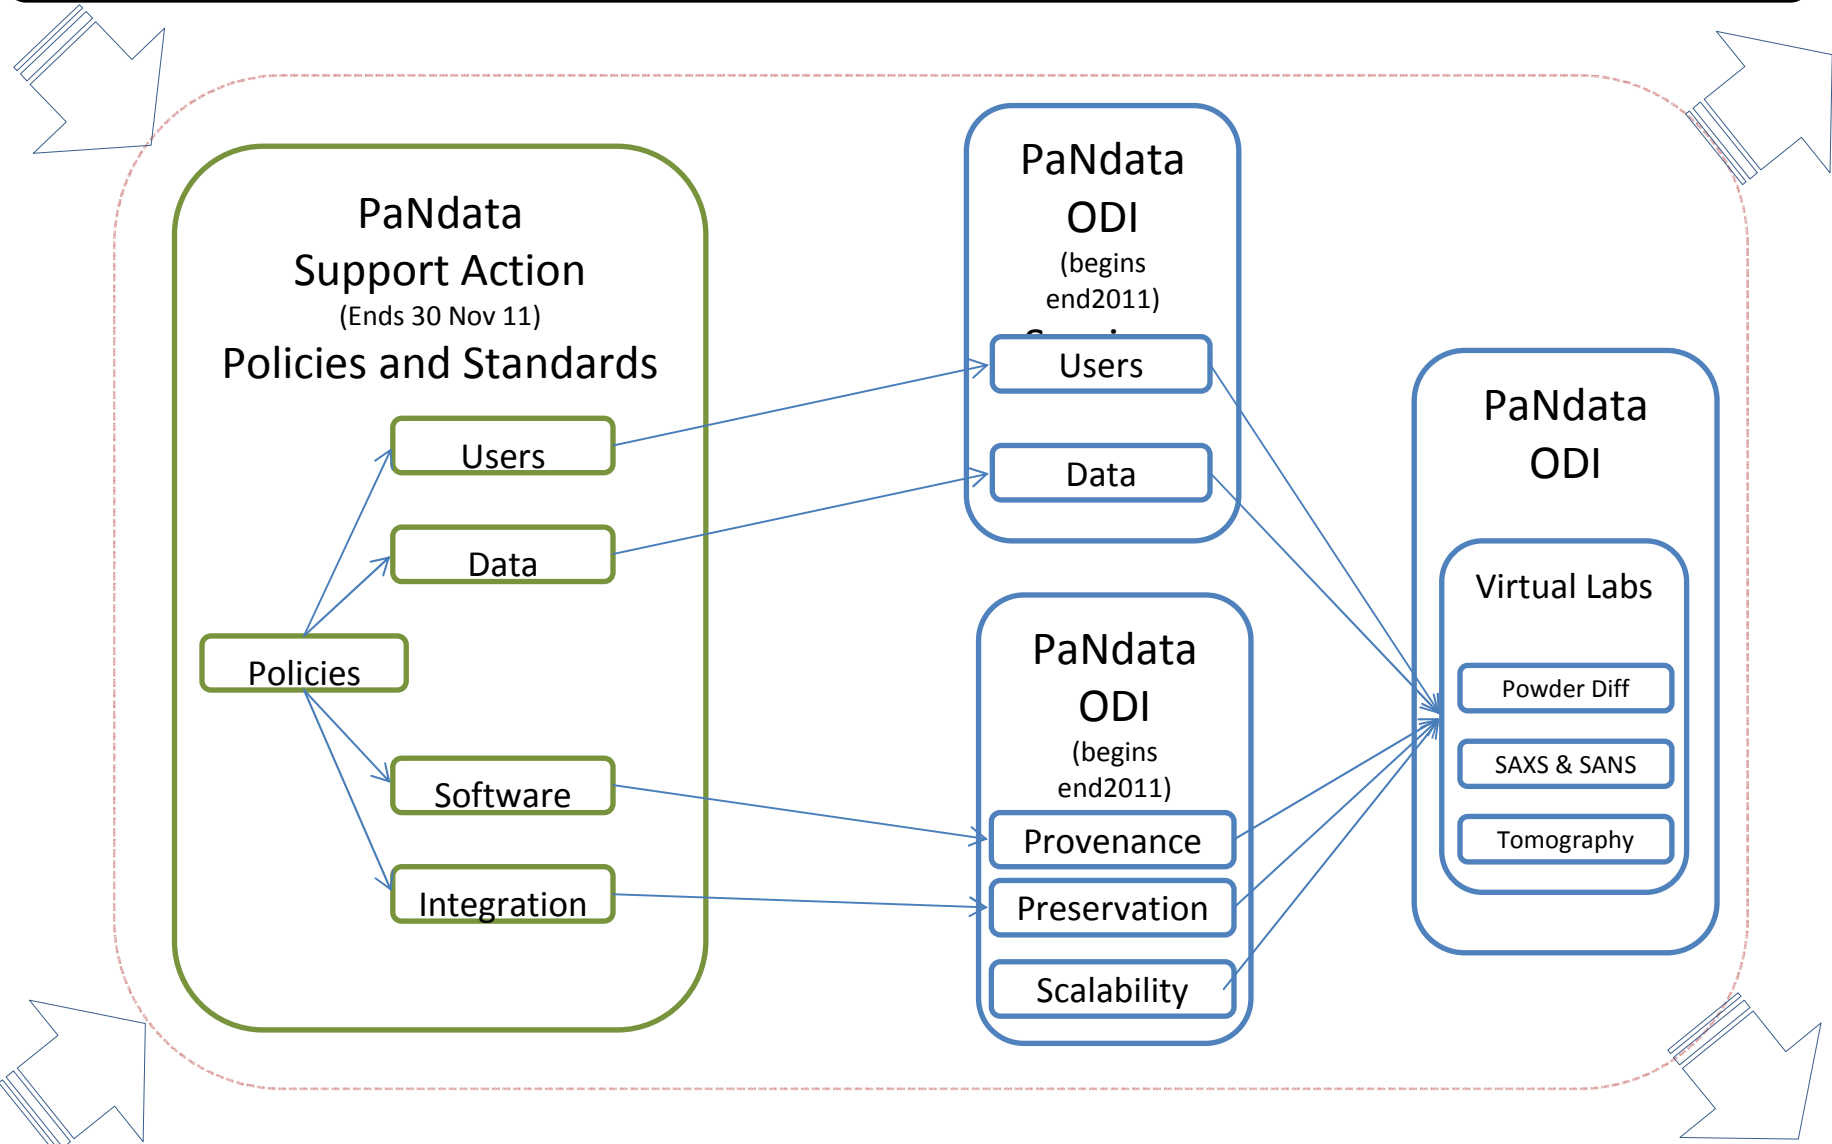 PaNdata
Support Action
(Ends 30 Nov 11)
Policies and Standards
Users
Data
Policies
Software
Integration
PaNdata
ODI
(begins
end2011)
Users
Data
PaNdata
ODI
(begins
end2011)
Provenance
Preservation
Scalability
PaNdata
ODI
Virtual Labs
Powder Diff
SAXS & SANS
Tomography